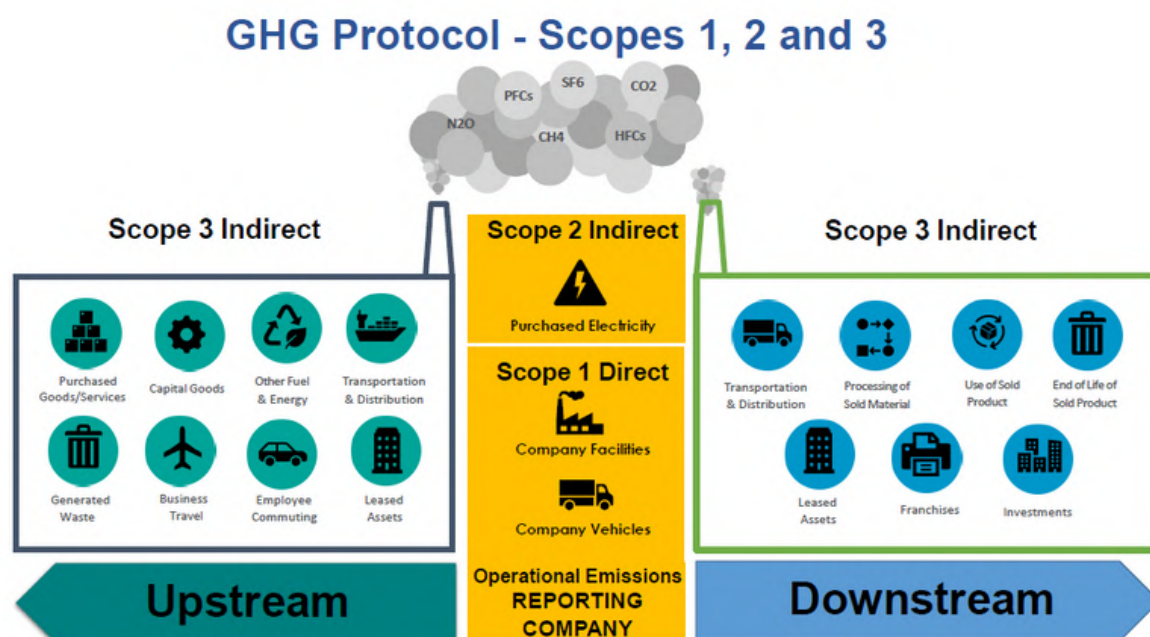 GHG Protocol - Scopes 1, 2 and 3
PFCs
SF6
CO2
N2O
CH4
HFCs
Scope 3 Indirect
Purchased
Goods/Services
Capital Goods
Other Fuel
& Energy
Transportation
& Distribution
Generated
Waste
Business
Travel
Employee
Commuting
Leased
Assets
Upstream
Scope 2 Indirect
Purchased Electricity
Scope 1 Direct
Company Facilities
Company Vehicles
Operational Emissions
REPORTING
COMPANY
Scope 3 Indirect
Transportation
& Distribution
Processing of
Sold Material
Use of Sold
Product
End of Life of
Sold Product
Leased
Assets
Franchises
Investments
Downstream